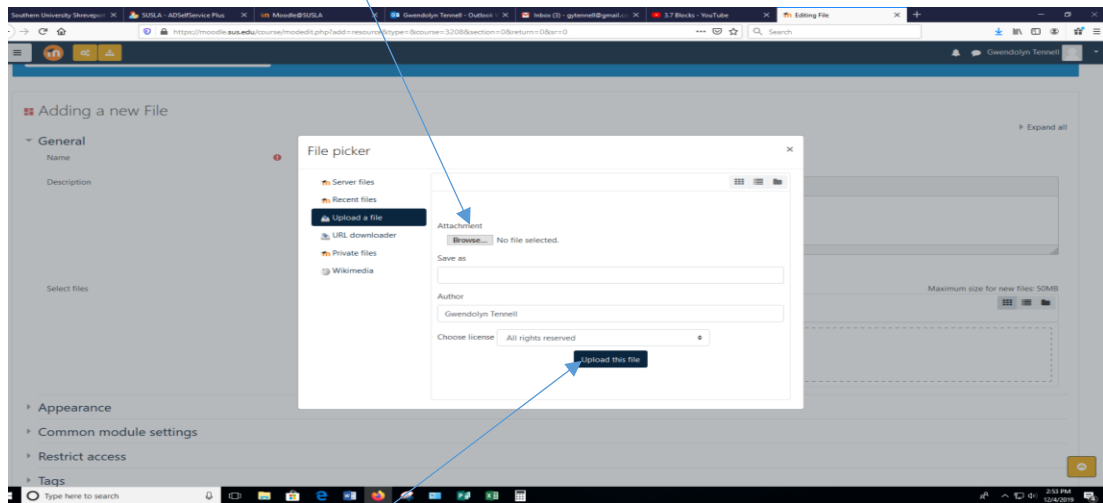 Southern University Shreveport SUSLA - ADSelfService Plus Moodle@SUSLA Gwendolyn Tennell - Outlook Inbox (3) - gytennell@gmail.co 3.7 Blocks - YouTube Editing File
https://moodle.sus.edu/course/modedit.php?add=resource&type=&course=3208&section=0&return=0&sr=0 Search
Gwendolyn Tennell
Adding a new File
Expand all
General
Name
Description
Select files
Maximum size for new files: 50MB
File picker
Server files
Recent files
Upload a file
URL downloader
Private files
Wikimedia
Attachment
Browse... No file selected.
Save as
Author
Gwendolyn Tennell
Choose license All rights reserved
Upload this file
Appearance
Common module settings
Restrict access
Tags
Type here to search
2:53 PM
12/4/2019